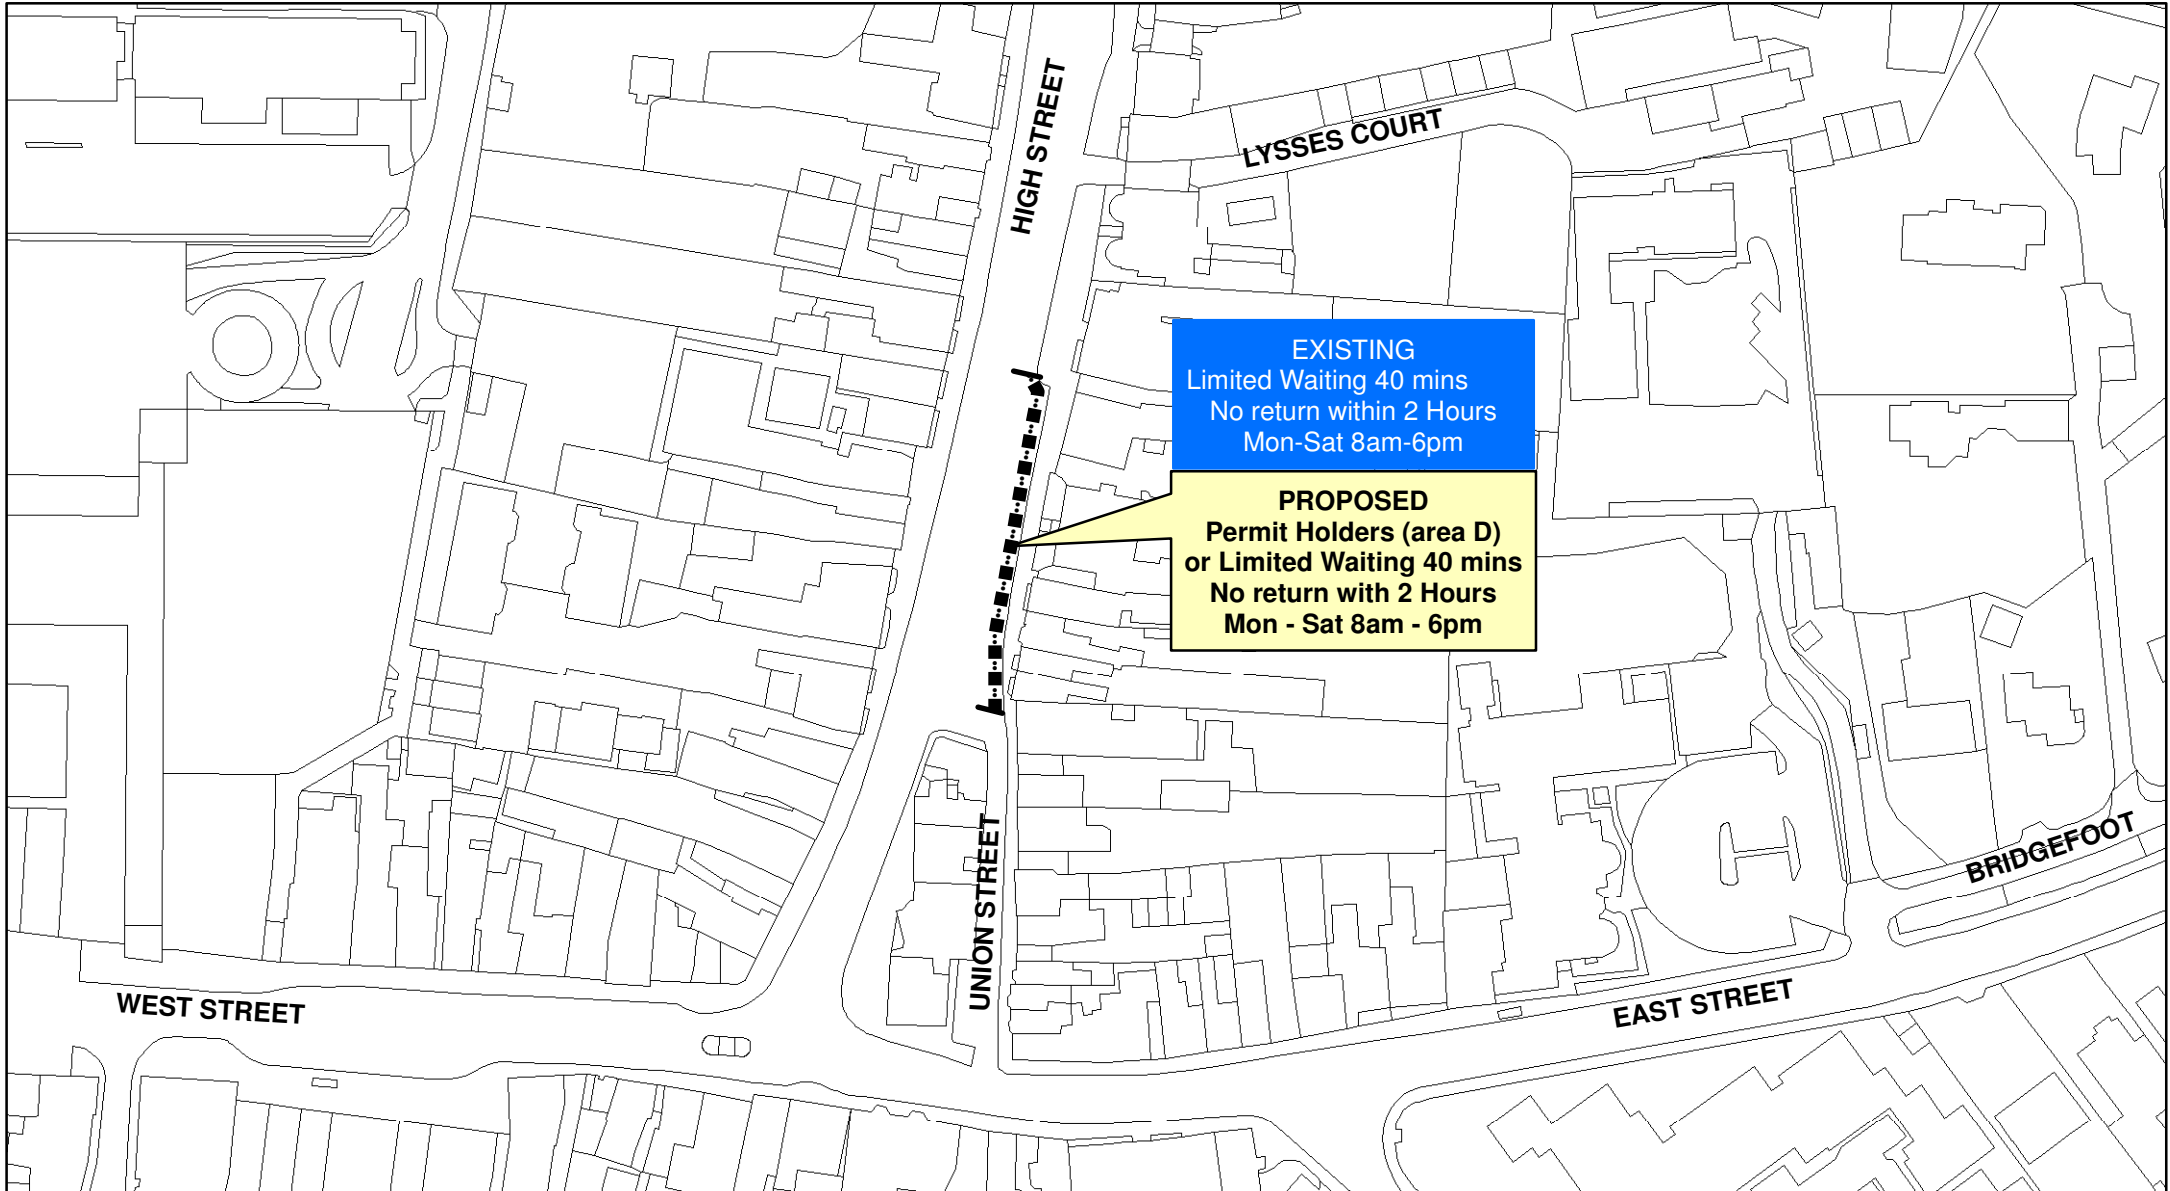 HIGH STREET
LYSSES COURT
EXISTING
Limited Waiting 40 mins
No return within 2 Hours
Mon-Sat 8am-6pm
PROPOSED
Permit Holders (area D)
or Limited Waiting 40 mins
No return with 2 Hours
Mon - Sat 8am - 6pm
UNION STREET
BRIDGEFOOT
WEST STREET
EAST STREET